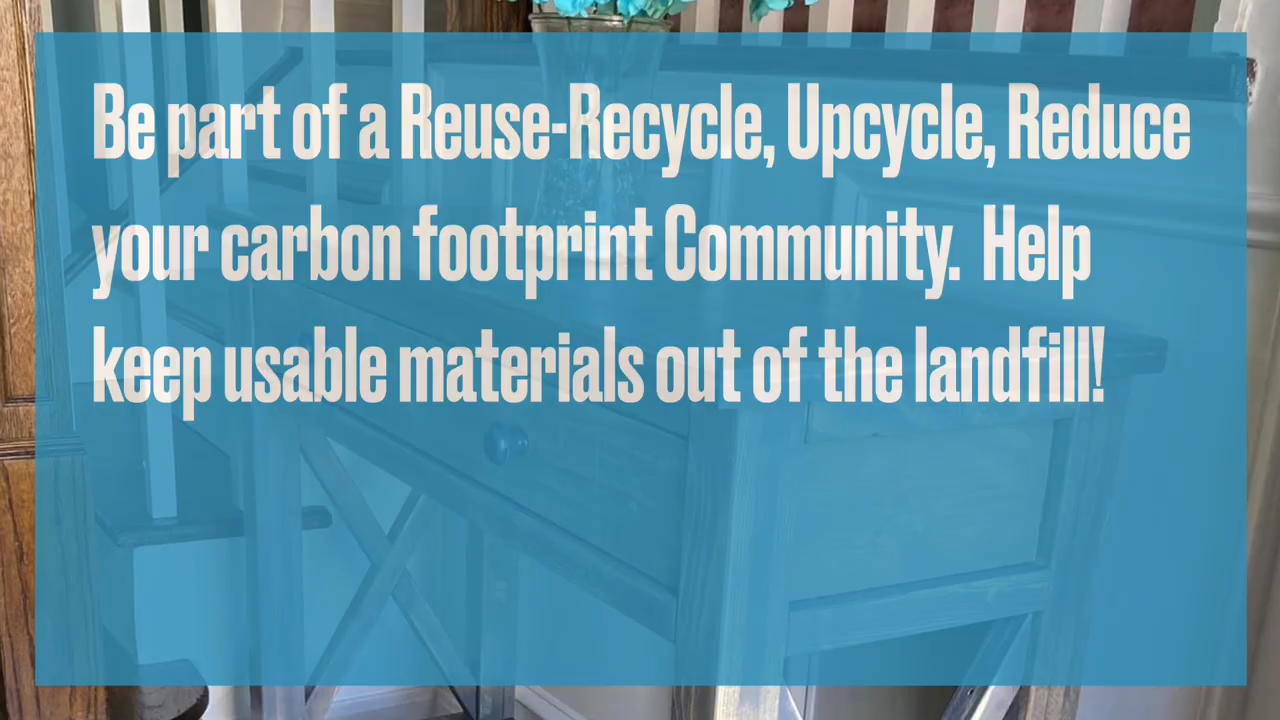 Be part of a Reuse-Recycle, Upcycle, Reduce
your carbon footprint Community.  Help
keep usable materials out of the landfill!